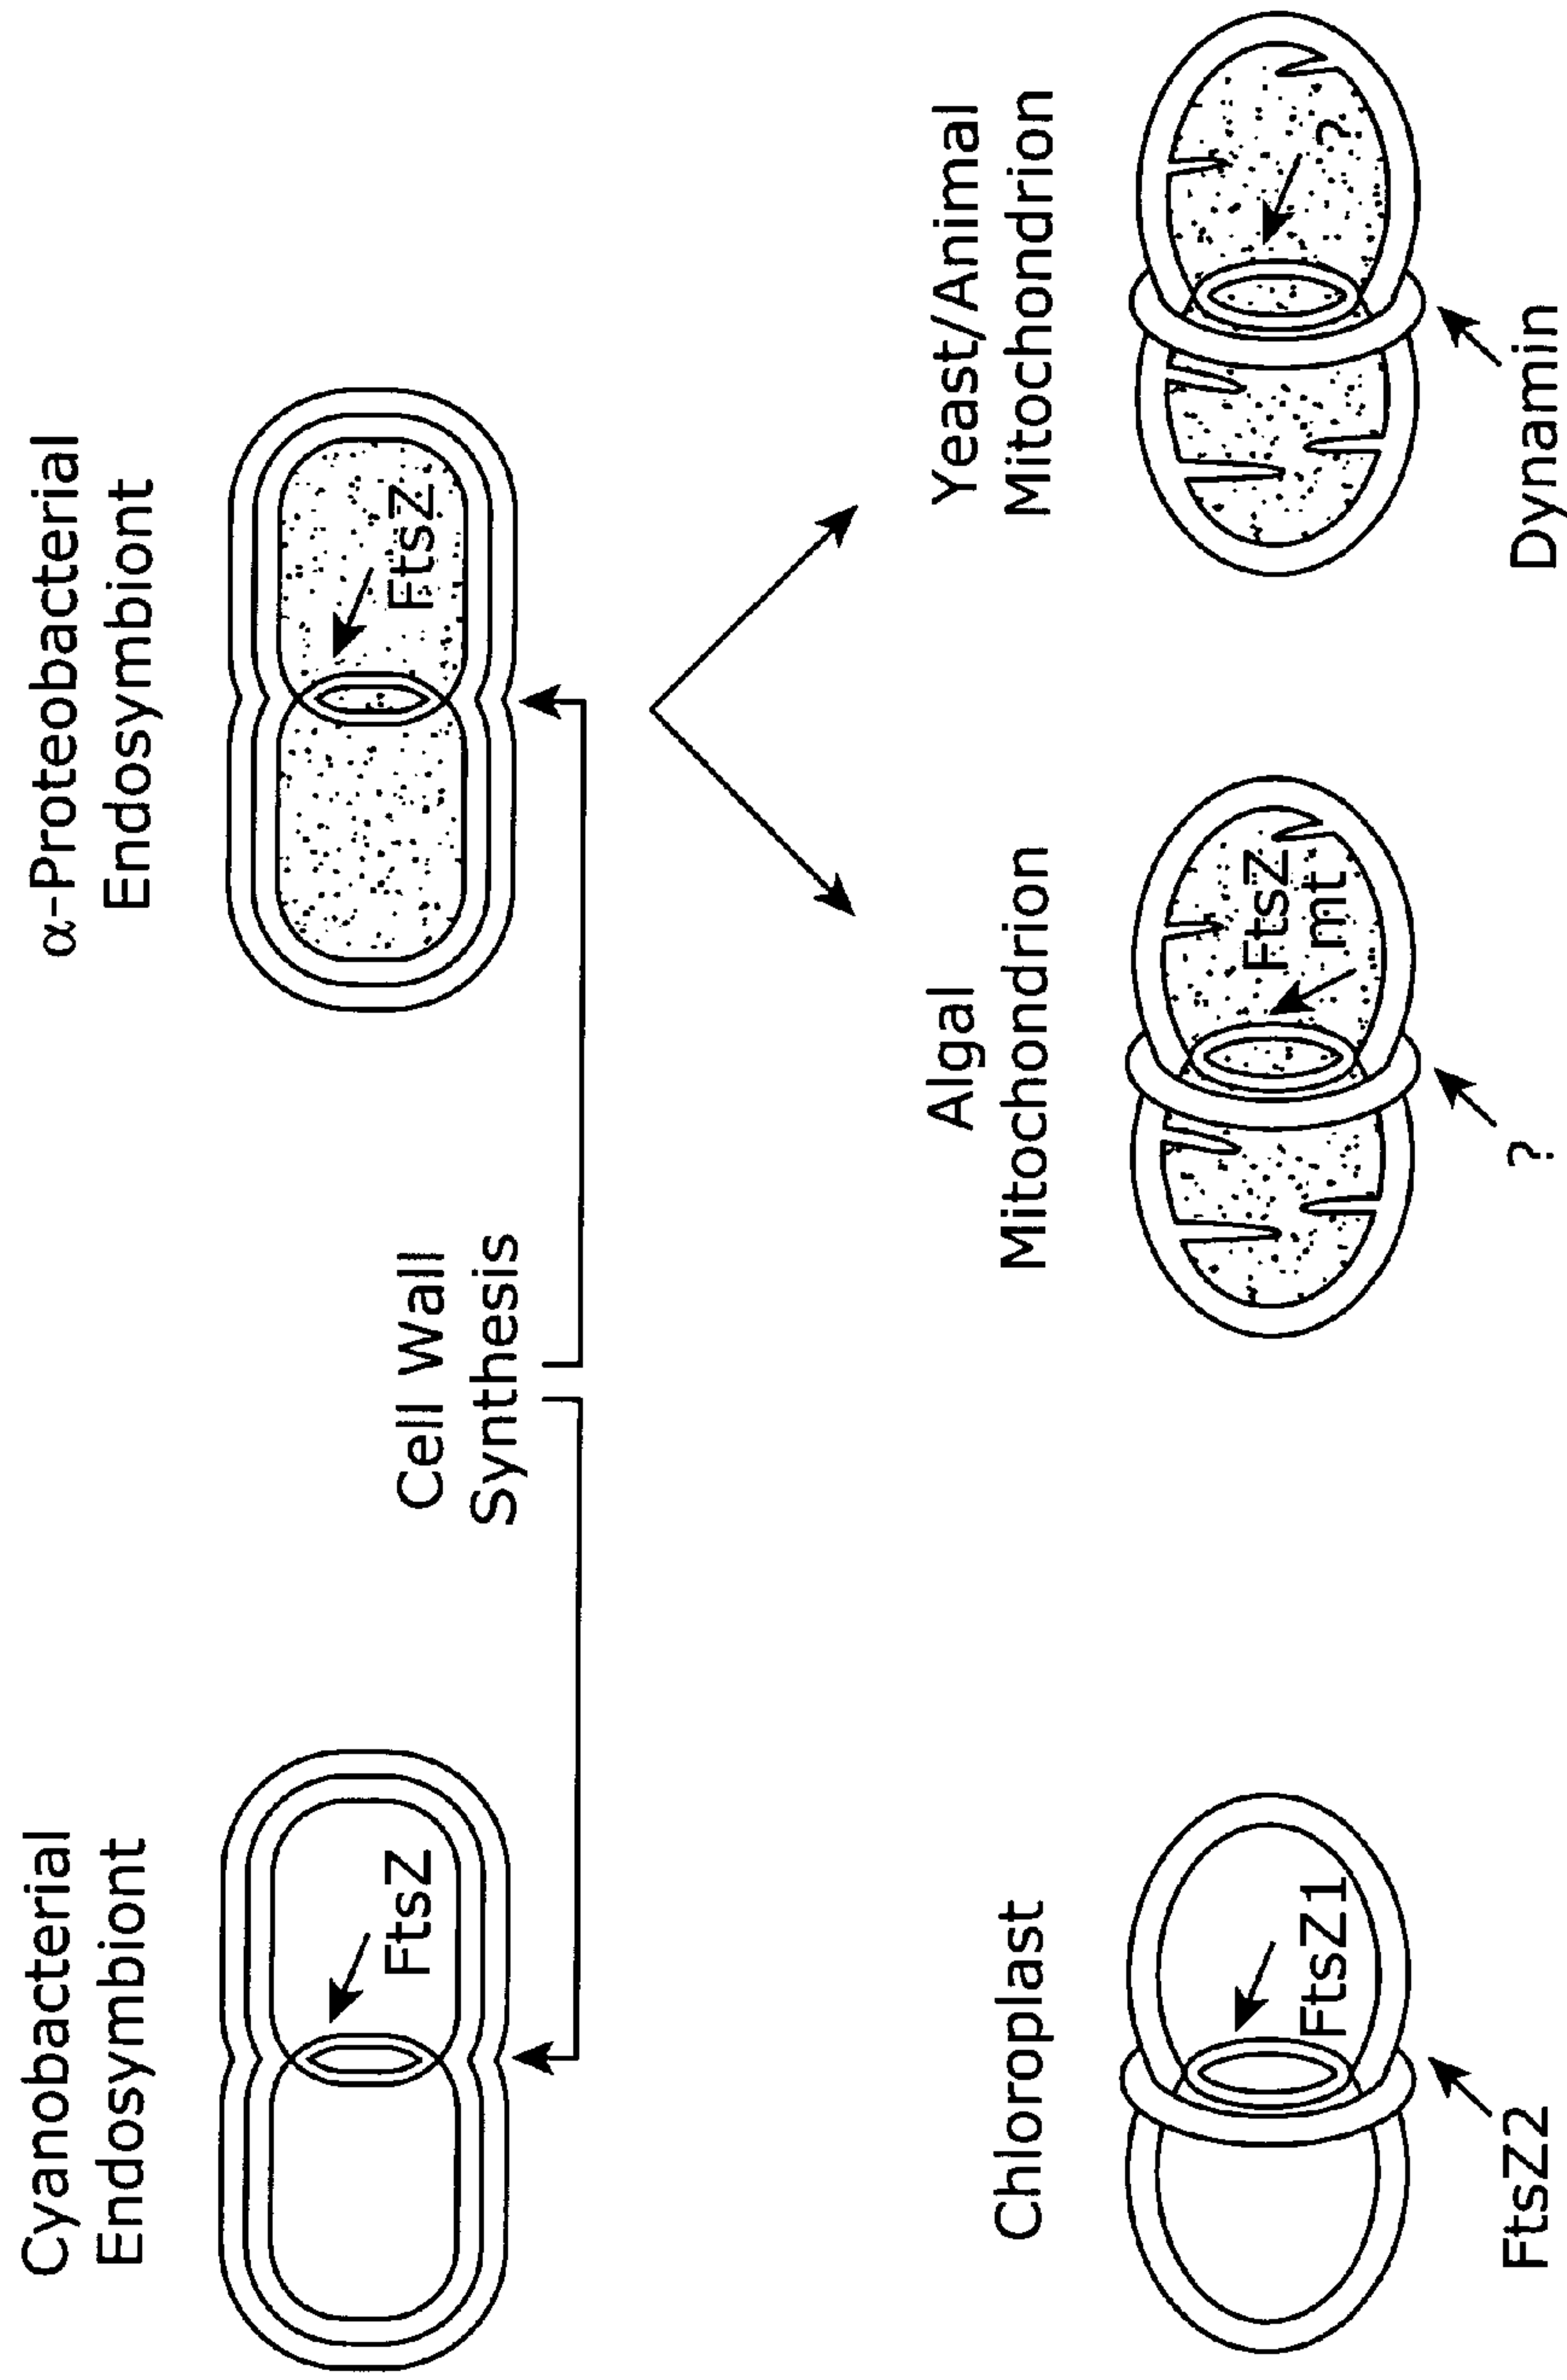 Cyanobacterial
Endosymbiont
FtsZ
Cell Wall
Synthesis
α-Proteobacterial
Endosymbiont
FtsZ
Chloroplast
FtsZ1
FtsZ2
Algal
Mitochondrion
FtsZ
mt
?
Yeast/Animal
Mitochondrion
?
Dynamin